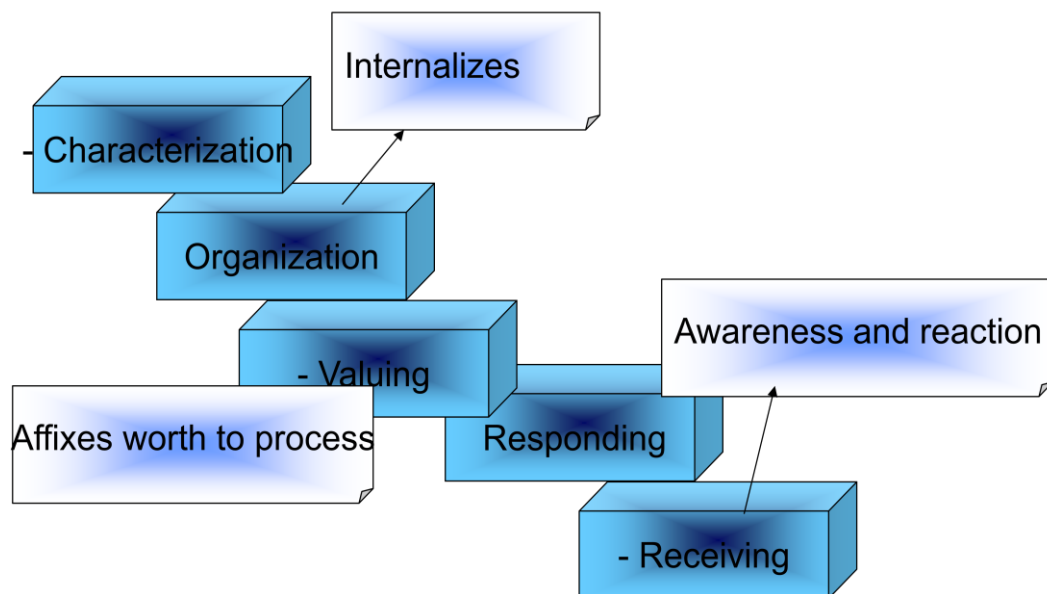 Internalizes
- Characterization
Organization
Awareness and reaction
- Valuing
Affixes worth to process
Responding
- Receiving